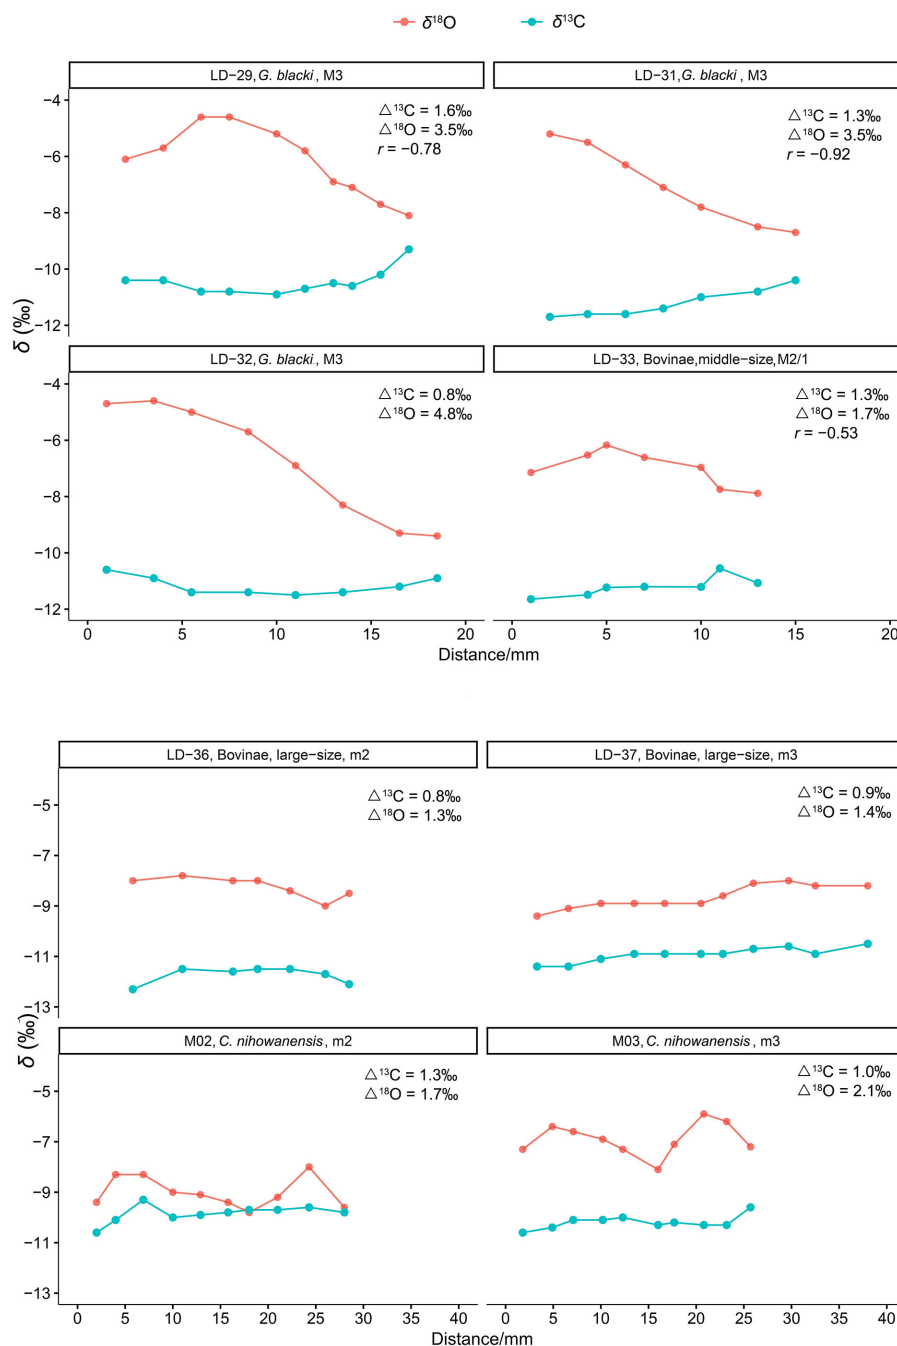 δ¹⁸O δ¹³C
LD−29, G. blacki , M3
LD−31, G. blacki , M3
△¹³C = 1.6‰
△¹⁸O = 3.5‰
r = −0.78
△¹³C = 1.3‰
△¹⁸O = 3.5‰
r = −0.92
−4
−6
−8
−10
−12
LD−32, G. blacki , M3
LD−33, Bovinae,middle−size,M2/1
△¹³C = 0.8‰
△¹⁸O = 4.8‰
△¹³C = 1.3‰
△¹⁸O = 1.7‰
r = −0.53
−4
−6
−8
−10
−12
δ (‰)
0 5 10 15 20 0 5 10 15 20
Distance/mm
LD−36, Bovinae, large−size, m2
LD−37, Bovinae, large−size, m3
△¹³C = 0.8‰
△¹⁸O = 1.3‰
△¹³C = 0.9‰
△¹⁸O = 1.4‰
−5
−7
−9
−11
−13
M02, C. nihowanensis, m2
M03, C. nihowanensis, m3
△¹³C = 1.3‰
△¹⁸O = 1.7‰
△¹³C = 1.0‰
△¹⁸O = 2.1‰
−5
−7
−9
−11
−13
δ (‰)
0 5 10 15 20 25 30 35 40 0 5 10 15 20 25 30 35 40
Distance/mm